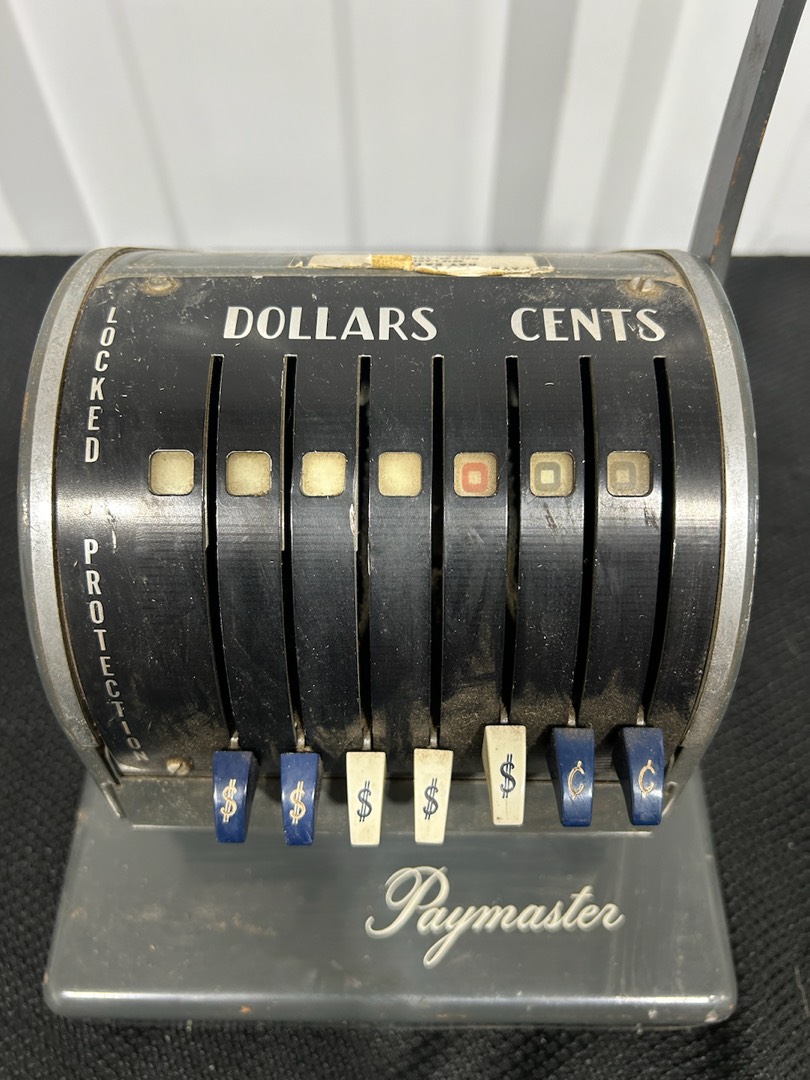 DOLLARS CENTS
LOCKED PROTECTION
$ $ $ $ $ ¢ ¢
Paymaster